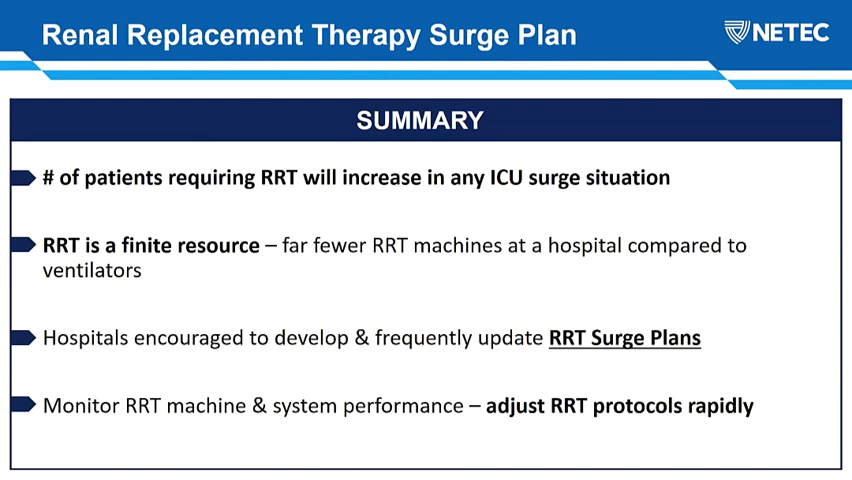 Renal Replacement Therapy Surge Plan
NETEC
SUMMARY
# of patients requiring RRT will increase in any ICU surge situation
RRT is a finite resource – far fewer RRT machines at a hospital compared to
ventilators
Hospitals encouraged to develop & frequently update RRT Surge Plans
Monitor RRT machine & system performance – adjust RRT protocols rapidly